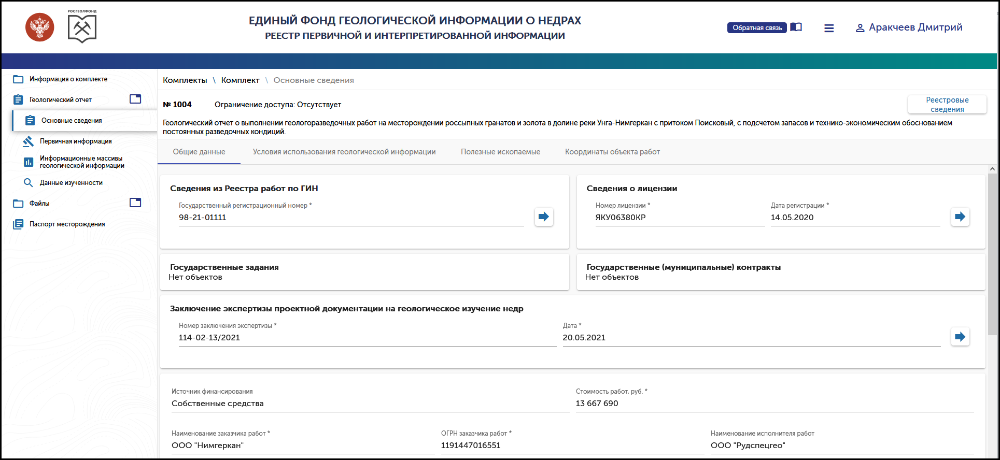 РОСГЕОЛФОНД
ЕДИНЫЙ ФОНД ГЕОЛОГИЧЕСКОЙ ИНФОРМАЦИИ О НЕДРАХ
РЕЕСТР ПЕРВИЧНОЙ И ИНТЕРПРЕТИРОВАННОЙ ИНФОРМАЦИИ
Обратная связь
Аракчеев Дмитрий
Информация о комплекте
Геологический отчет
Основные сведения
Первичная информация
Информационные массивы
геологической информации
Данные изученности
Файлы
Паспорт месторождения
Комплекты \ Комплект \ Основные сведения
№ 1004 Ограничение доступа: Отсутствует
Реестровые
сведения
Геологический отчет о выполнении геологоразведочных работ на месторождении россыпных гранатов и золота в долине реки Унга-Нимгеркан с притоком Поисковый, с подсчетом запасов и технико-экономическим обоснованием
постоянных разведочных кондиций.
Общие данные Условия использования геологической информации Полезные ископаемые Координаты объекта работ
Сведения из Реестра работ по ГИН
Государственный регистрационный номер *
98-21-01111
Сведения о лицензии
Номер лицензии * Дата регистрации *
ЯКУ06380КР 14.05.2020
Государственные задания
Нет объектов
Государственные (муниципальные) контракты
Нет объектов
Заключение экспертизы проектной документации на геологическое изучение недр
Номер заключения экспертизы * Дата *
114-02-13/2021 20.05.2021
Источник финансирования Стоимость работ, руб. *
Собственные средства 13 667 690
Наименование заказчика работ * ОГРН заказчика работ * Наименование исполнителя работ
ООО "Нимгеркан" 1191447016551 ООО "Рудспецгео"